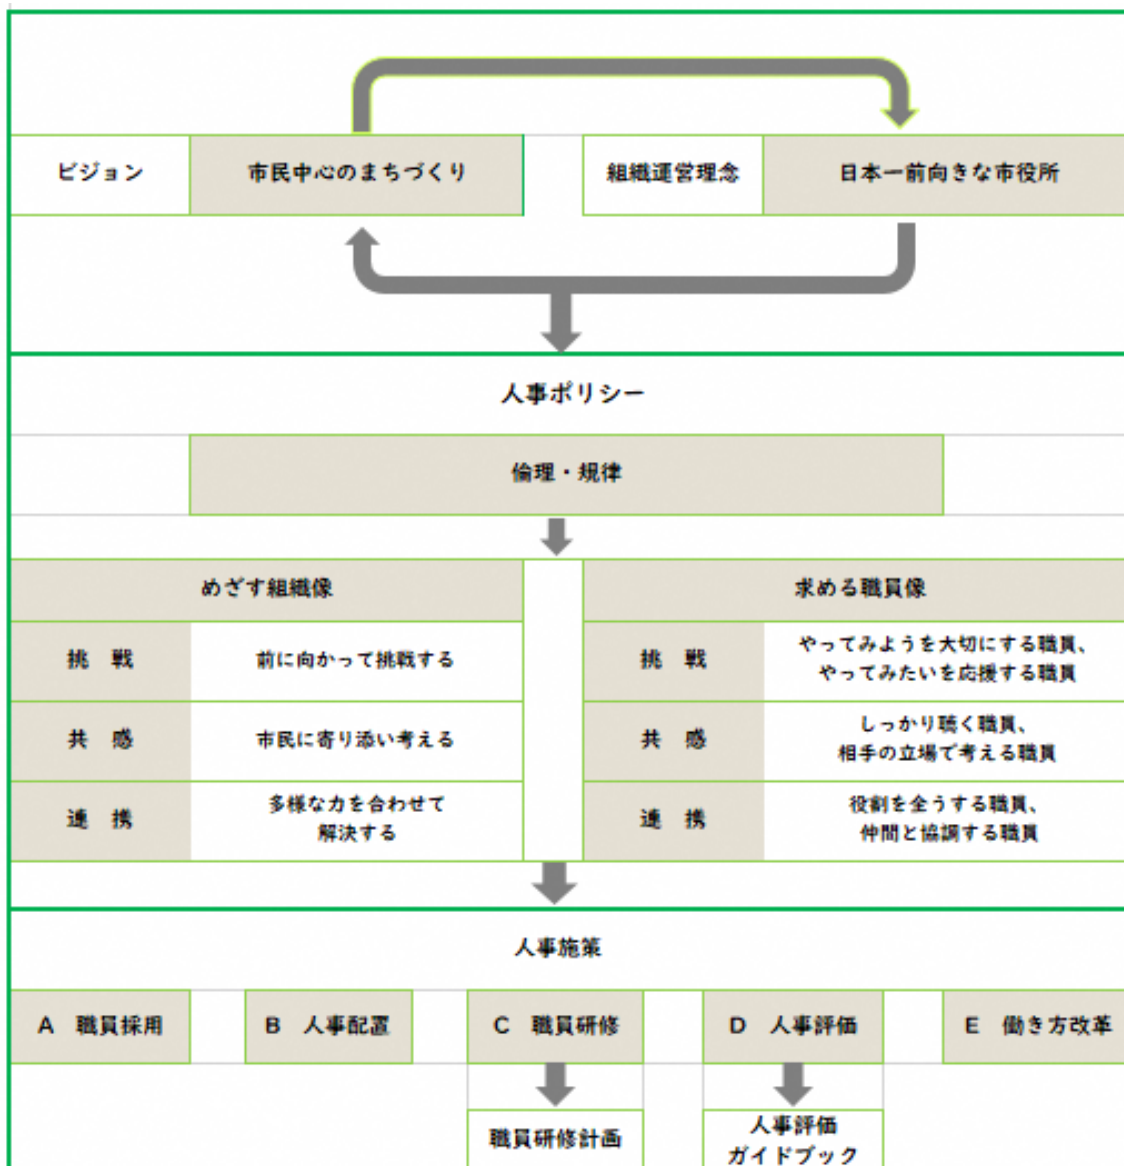 ビジョン 市民中心のまちづくり 組織運営理念 日本一前向きな市役所
人事ポリシー
倫理・規律
めざす組織像 求める職員像
挑 戦 前に向かって挑戦する 挑 戦 やってみようを大切にする職員、
やってみたいを応援する職員
共 感 市民に寄り添い考える 共 感 しっかり聴く職員、
相手の立場で考える職員
連 携 多様な力を合わせて
解決する
連 携 役割を全うする職員、
仲間と協調する職員
人事施策
A 職員採用 B 人事配置 C 職員研修 D 人事評価 E 働き方改革
職員研修計画 人事評価
ガイドブック